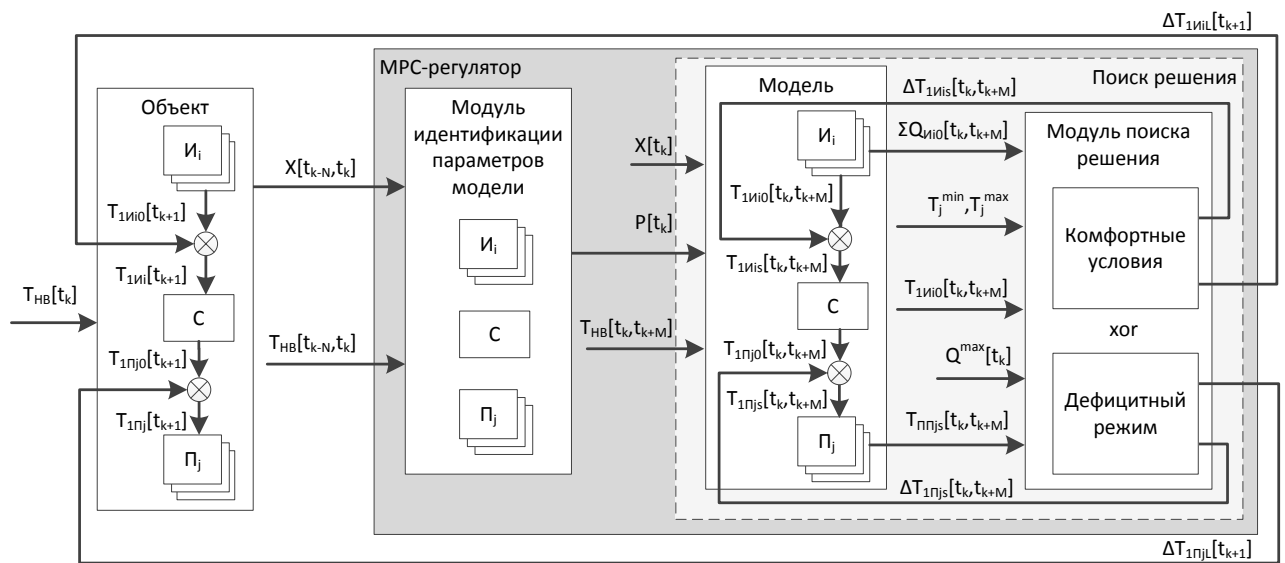 ΔT₁ИiL[tₖ₊₁]
МРС-регулятор
Поиск решения
Объект
Иᵢ
T₁Иi0[tₖ₊₁]
T₁Иi[tₖ₊₁]
С
T₁Пj0[tₖ₊₁]
T₁Пj[tₖ₊₁]
Пⱼ
TНВ[tₖ]
X[tₖ₋N,tₖ]
TНВ[tₖ₋N,tₖ]
Модуль
идентификации
параметров
модели
Иᵢ
С
Пⱼ
X[tₖ]
P[tₖ]
TНВ[tₖ,tₖ₊M]
Модель
Иᵢ
T₁Иi0[tₖ,tₖ₊M]
T₁Иis[tₖ,tₖ₊M]
С
T₁Пj0[tₖ,tₖ₊M]
T₁Пjs[tₖ,tₖ₊M]
Пⱼ
ΔT₁Иis[tₖ,tₖ₊M]
ΣQИi0[tₖ,tₖ₊M]
Tⱼᵐⁱⁿ,Tⱼᵐᵃˣ
T₁Иi0[tₖ,tₖ₊M]
Qᵐᵃˣ[tₖ]
TППjs[tₖ,tₖ₊M]
ΔT₁Пjs[tₖ,tₖ₊M]
Модуль поиска
решения
Комфортные
условия
xor
Дефицитный
режим
ΔT₁ПjL[tₖ₊₁]